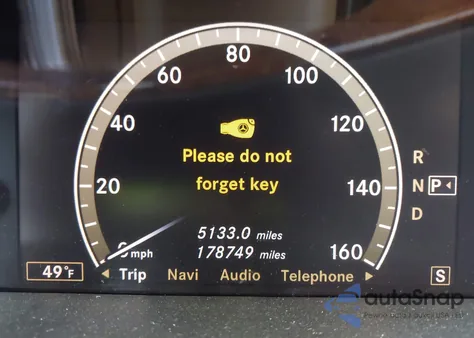 80
60 100
40 120
Please do not
forget key
20 140
R
N P
D
5133.0 miles
0 mph 178749 miles 160
49°F Trip Navi Audio Telephone S
autoSnap